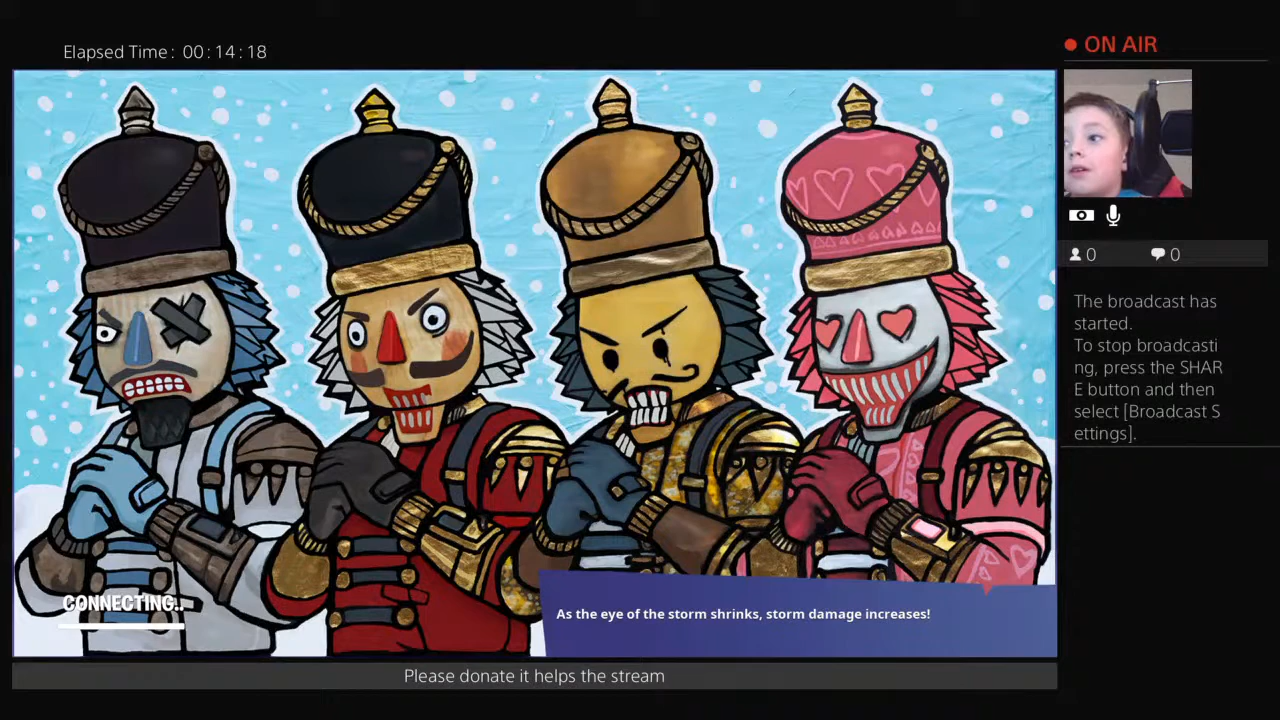 Elapsed Time: 00:14:18
ON AIR
0
0
The broadcast has
started.
To stop broadcasti
ng, press the SHAR
E button and then
select [Broadcast S
ettings].
CONNECTING..
As the eye of the storm shrinks, storm damage increases!
Please donate it helps the stream